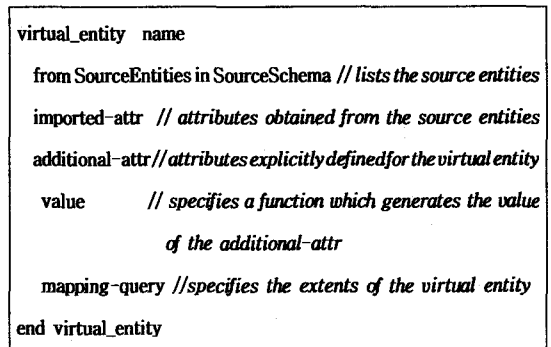 virtual_entity name
from SourceEntities in SourceSchema // lists the source entities
imported-attr // attributes obtained from the source entities
additional-attr//attributes explicitly defined for the virtual entity
value // specifies a function which generates the value
of the additional-attr
mapping-query //specifies the extents of the virtual entity
end virtual_entity